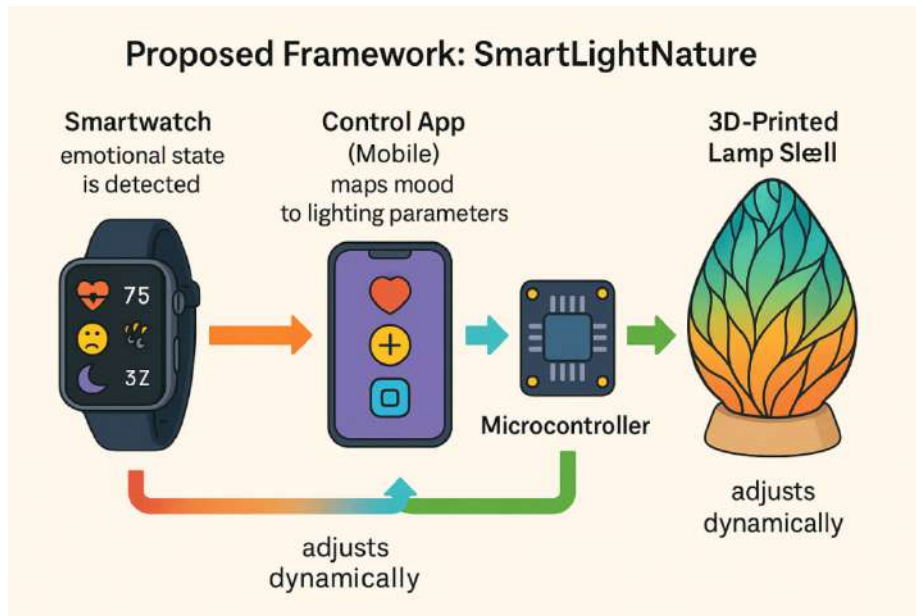 Proposed Framework: SmartLightNature
Smartwatch
emotional state
is detected
75
3Z
Control App
(Mobile)
maps mood
to lighting parameters
Microcontroller
3D-Printed
Lamp Slɐell
adjusts
dynamically
adjusts
dynamically